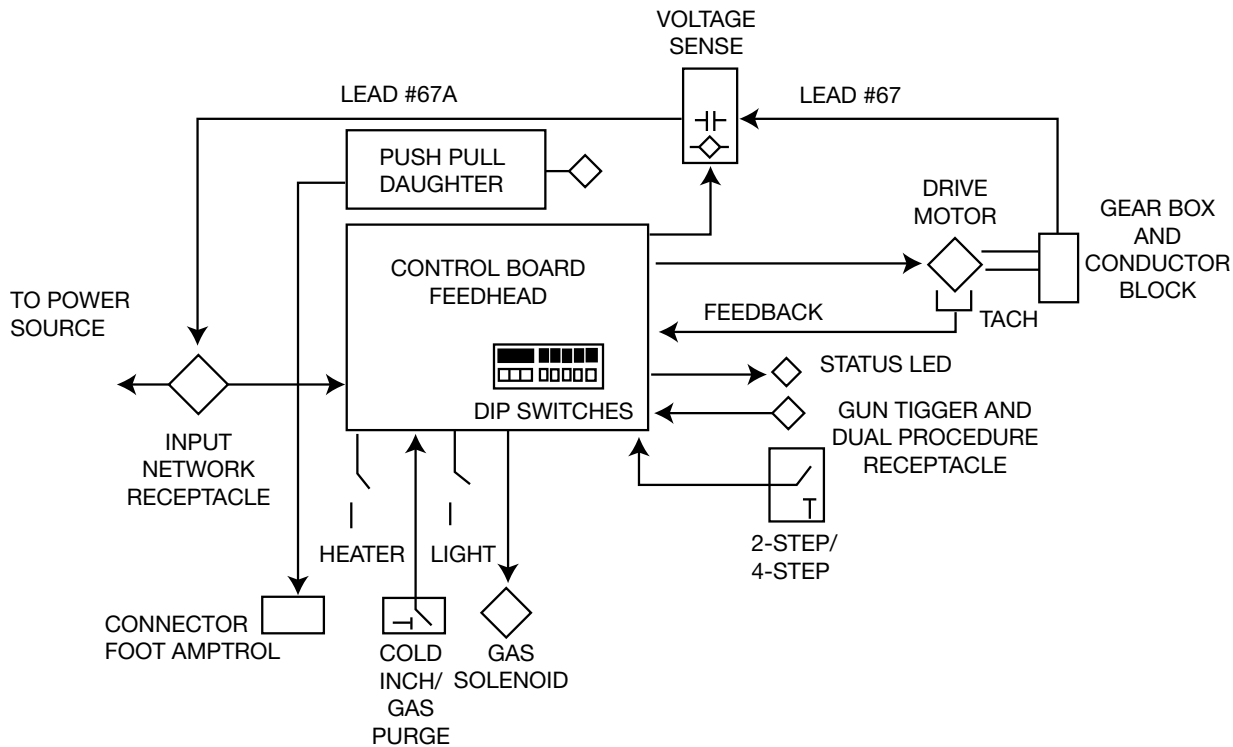 VOLTAGE
SENSE
LEAD #67A
LEAD #67
PUSH PULL
DAUGHTER
DRIVE
MOTOR
GEAR BOX
AND
CONDUCTOR
BLOCK
CONTROL BOARD
FEEDHEAD
TO POWER
SOURCE
FEEDBACK
TACH
STATUS LED
DIP SWITCHES
GUN TIGGER AND
DUAL PROCEDURE
RECEPTACLE
INPUT
NETWORK
RECEPTACLE
HEATER
LIGHT
2-STEP/
4-STEP
CONNECTOR
FOOT AMPTROL
COLD
INCH/
GAS
PURGE
GAS
SOLENOID